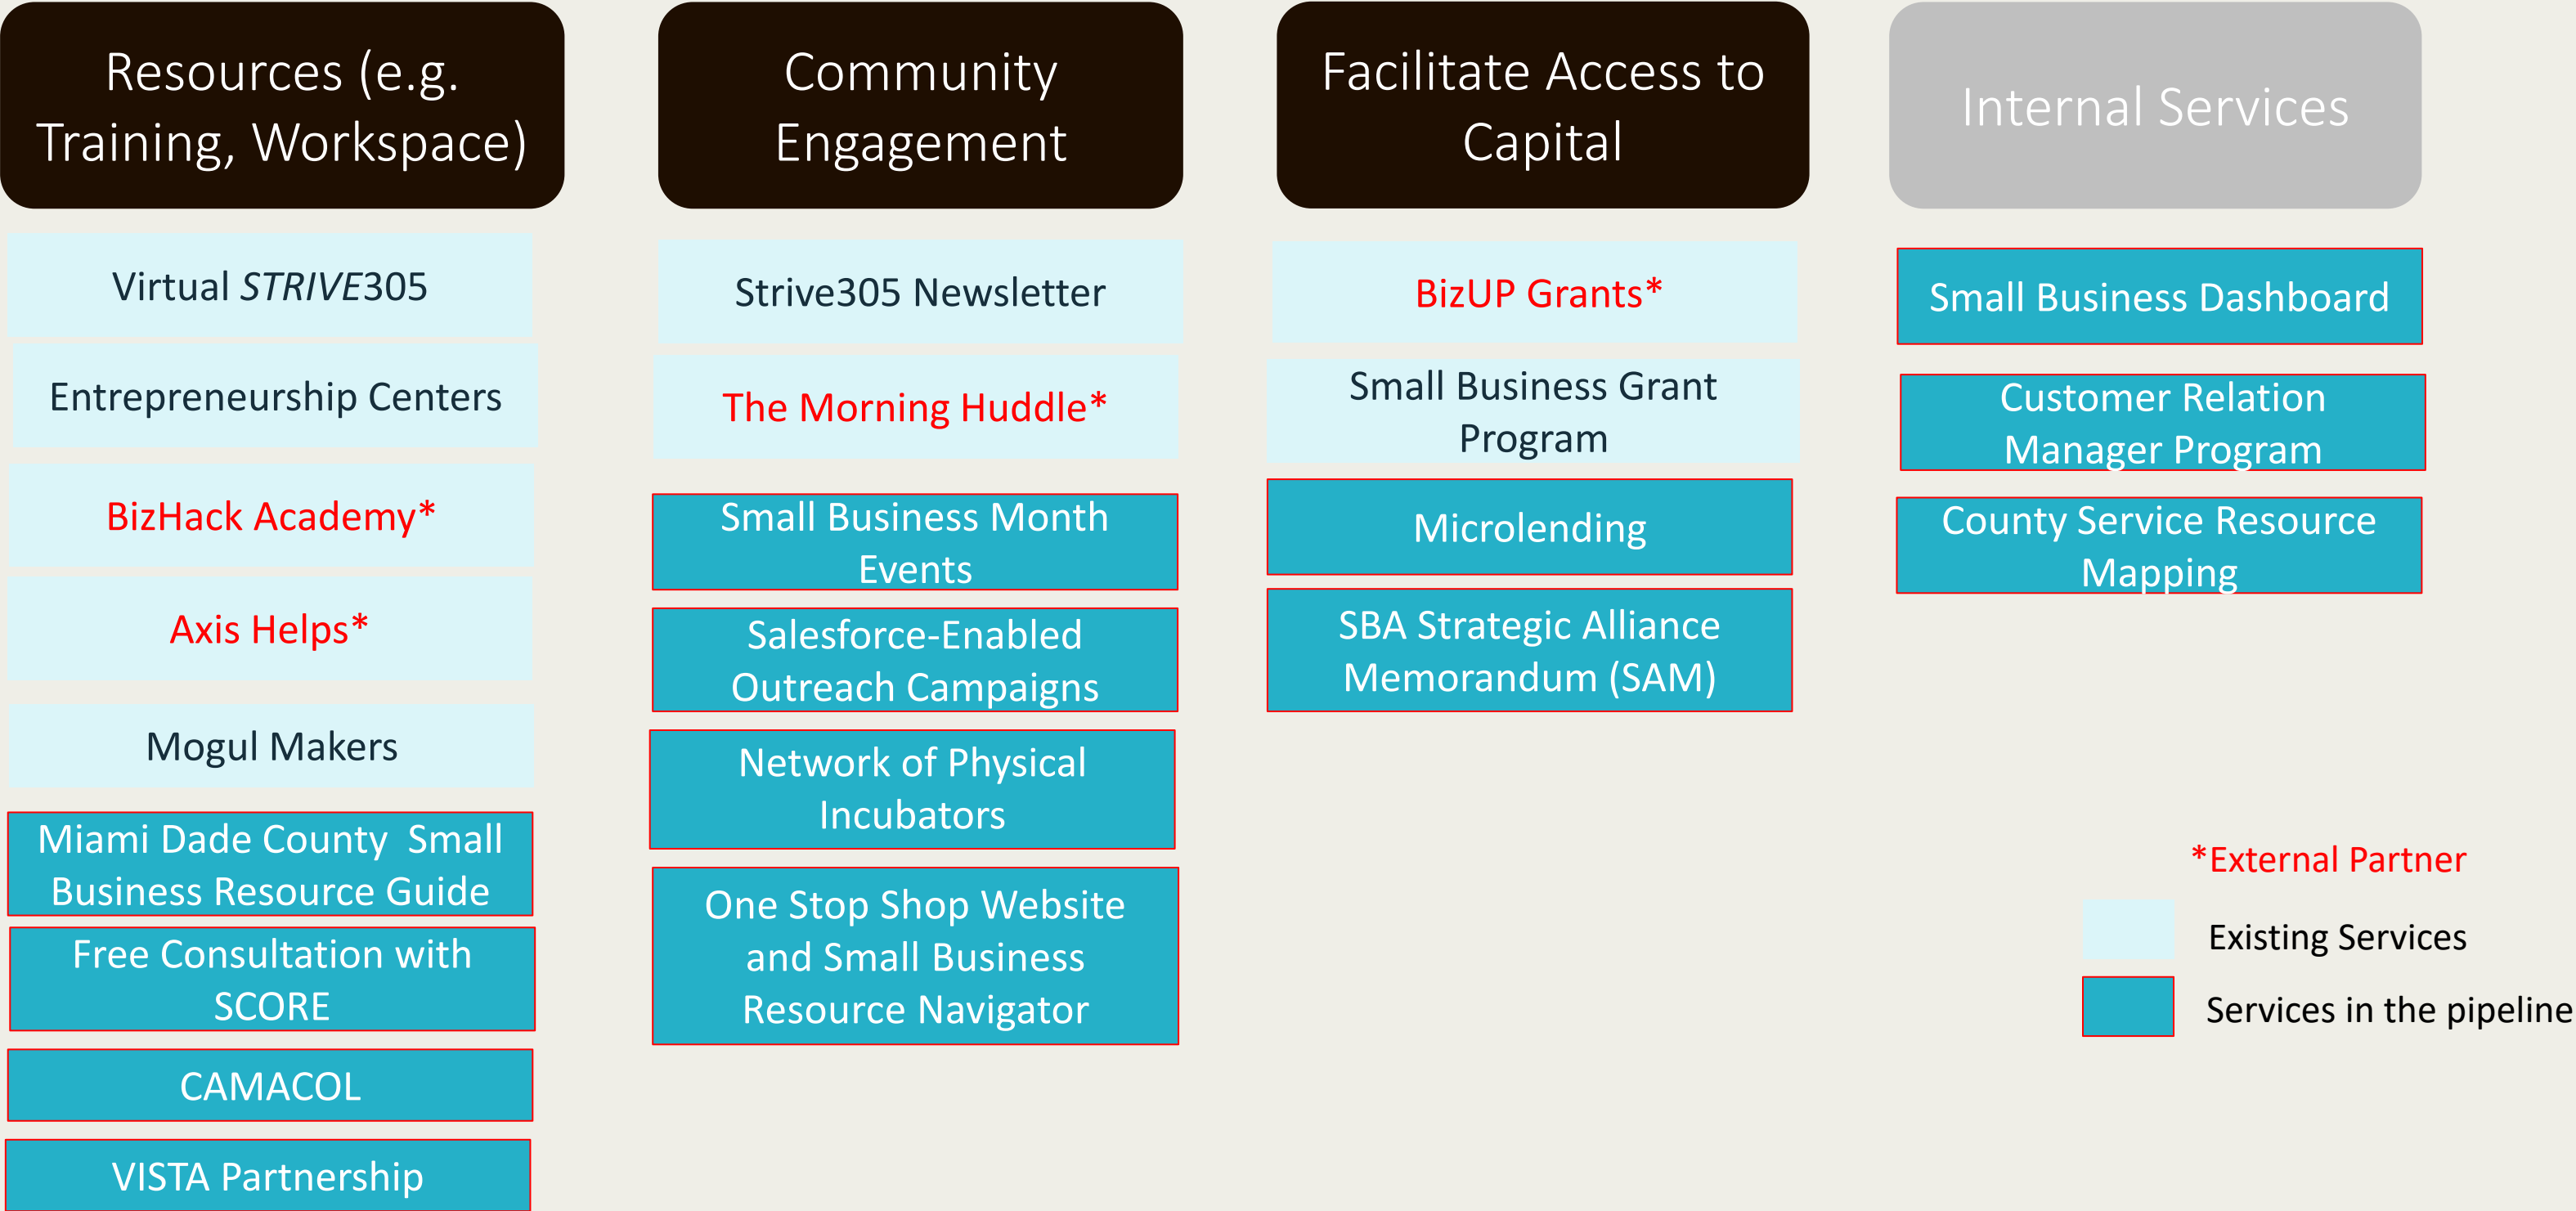 Resources (e.g.
Training, Workspace)
Virtual STRIVE305
Entrepreneurship Centers
BizHack Academy*
Axis Helps*
Mogul Makers
Miami Dade County  Small
Business Resource Guide
Free Consultation with
SCORE
CAMACOL
VISTA Partnership
Community
Engagement
Strive305 Newsletter
The Morning Huddle*
Small Business Month
Events
Salesforce-Enabled
Outreach Campaigns
Network of Physical
Incubators
One Stop Shop Website
and Small Business
Resource Navigator
Facilitate Access to
Capital
BizUP Grants*
Small Business Grant
Program
Microlending
SBA Strategic Alliance
Memorandum (SAM)
Internal Services
Small Business Dashboard
Customer Relation
Manager Program
County Service Resource
Mapping
*External Partner
Existing Services
Services in the pipeline